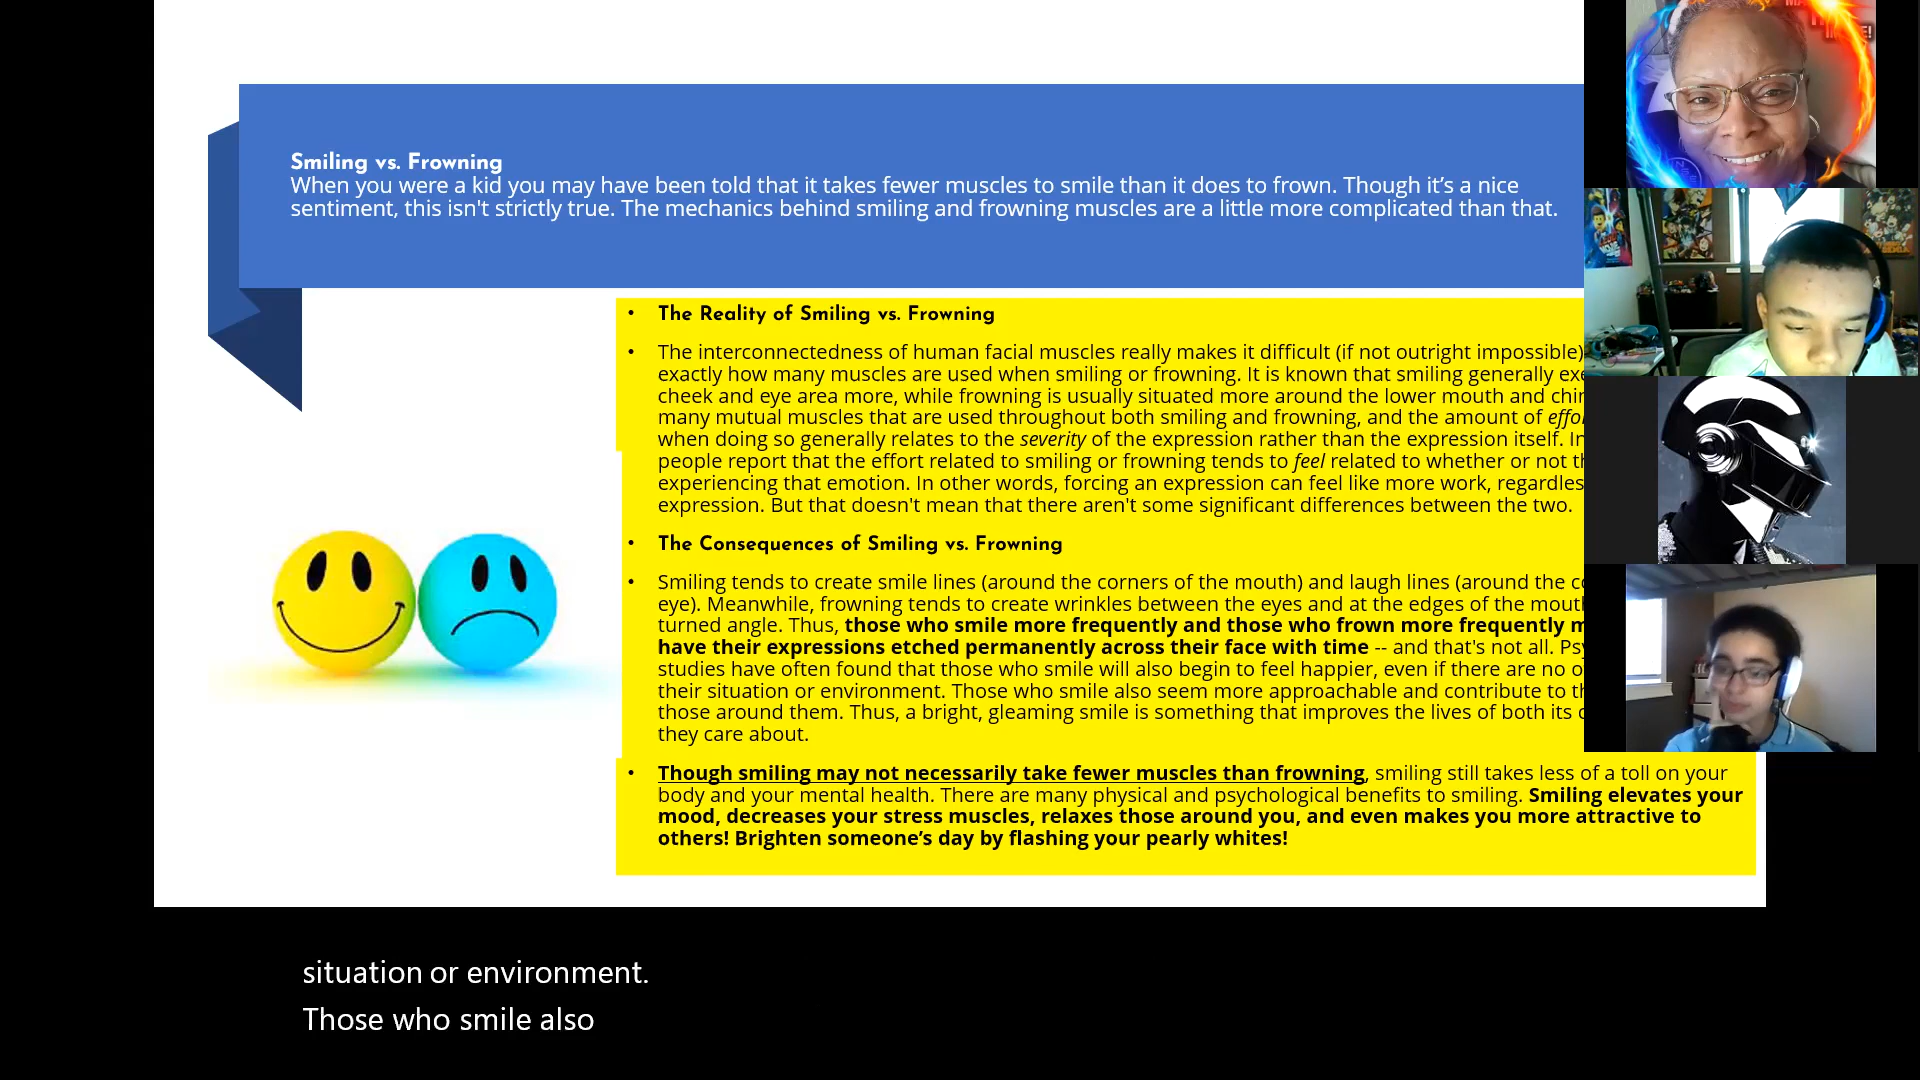 Smiling vs. Frowning
When you were a kid you may have been told that it takes fewer muscles to smile than it does to frown. Though it’s a nice
sentiment, this isn't strictly true. The mechanics behind smiling and frowning muscles are a little more complicated than that.
• The Reality of Smiling vs. Frowning
• The interconnectedness of human facial muscles really makes it difficult (if not outright impossible)
exactly how many muscles are used when smiling or frowning. It is known that smiling generally
cheek and eye area more, while frowning is usually situated more around the lower mouth and
many mutual muscles that are used throughout both smiling and frowning, and the amount of
when doing so generally relates to the severity of the expression rather than the expression itself.
people report that the effort related to smiling or frowning tends to feel related to whether or not
experiencing that emotion. In other words, forcing an expression can feel like more work, regardless
expression. But that doesn't mean that there aren't some significant differences between the two.
• The Consequences of Smiling vs. Frowning
• Smiling tends to create smile lines (around the corners of the mouth) and laugh lines (around the
eye). Meanwhile, frowning tends to create wrinkles between the eyes and at the edges of the
turned angle. Thus, those who smile more frequently and those who frown more frequently
have their expressions etched permanently across their face with time -- and that's not all.
studies have often found that those who smile will also begin to feel happier, even if there are no
their situation or environment. Those who smile also seem more approachable and contribute to
those around them. Thus, a bright, gleaming smile is something that improves the lives of both its
they care about.
• Though smiling may not necessarily take fewer muscles than frowning, smiling still takes less of a toll on your
body and your mental health. There are many physical and psychological benefits to smiling. Smiling elevates your
mood, decreases your stress muscles, relaxes those around you, and even makes you more attractive to
others! Brighten someone’s day by flashing your pearly whites!
situation or environment.
Those who smile also